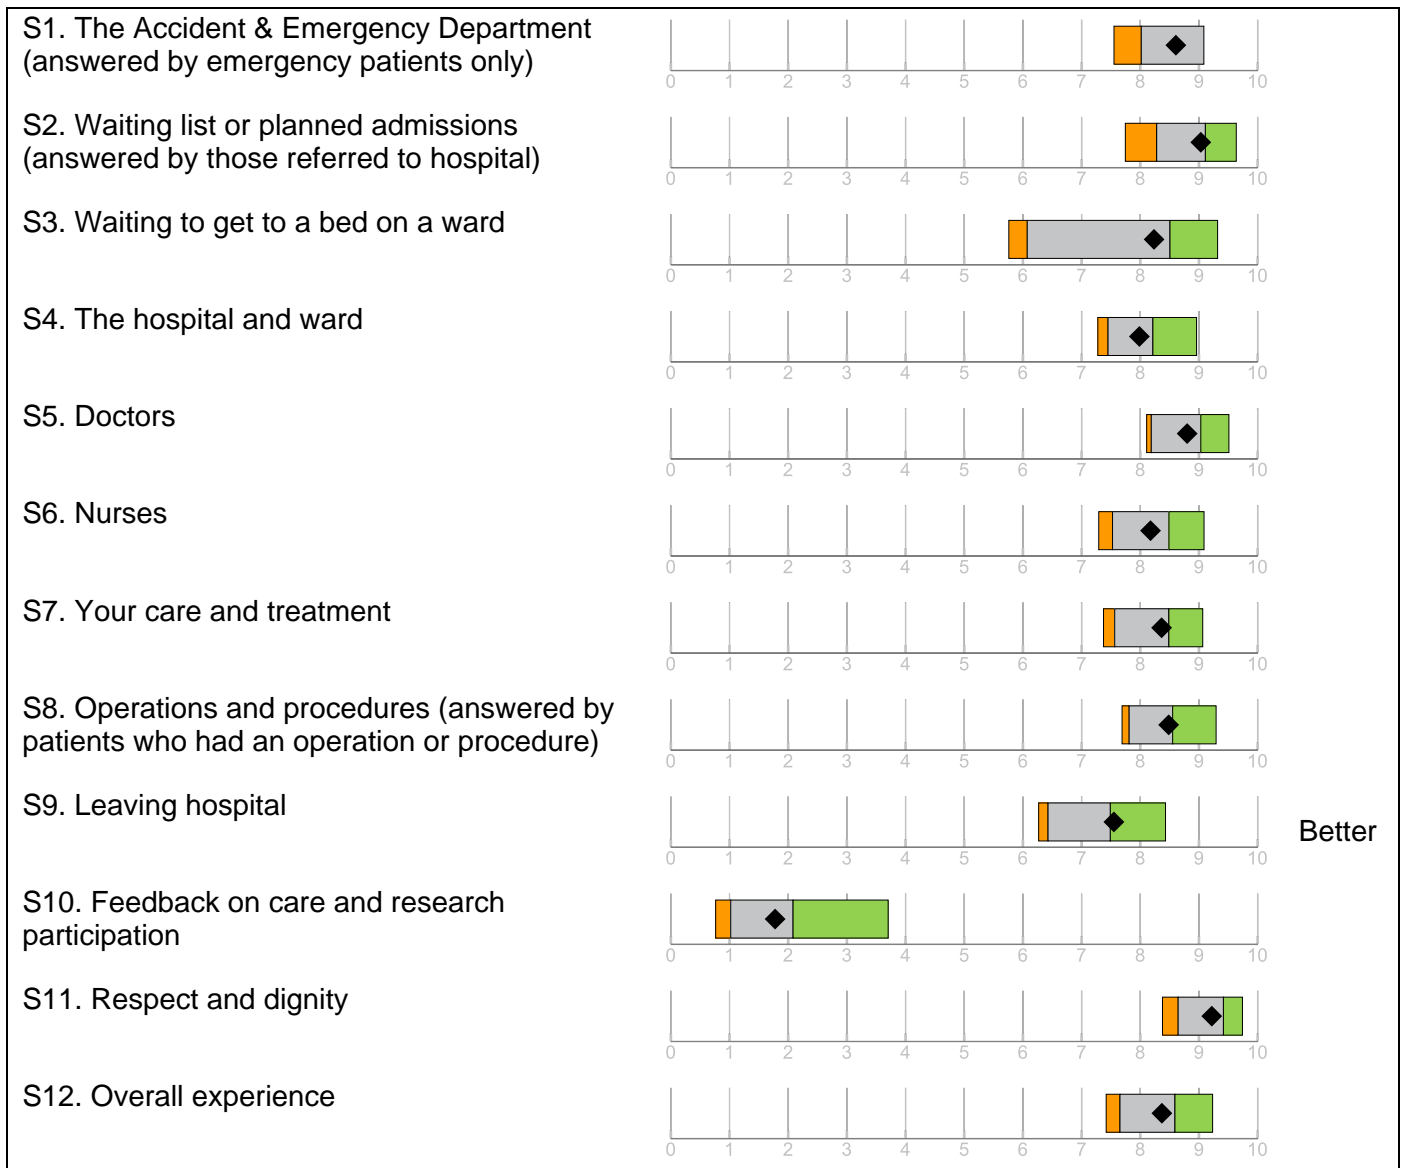 S1. The Accident & Emergency Department
(answered by emergency patients only)
0 1 2 3 4 5 6 7 8 9 10
S2. Waiting list or planned admissions
(answered by those referred to hospital)
0 1 2 3 4 5 6 7 8 9 10
S3. Waiting to get to a bed on a ward
0 1 2 3 4 5 6 7 8 9 10
S4. The hospital and ward
0 1 2 3 4 5 6 7 8 9 10
S5. Doctors
0 1 2 3 4 5 6 7 8 9 10
S6. Nurses
0 1 2 3 4 5 6 7 8 9 10
S7. Your care and treatment
0 1 2 3 4 5 6 7 8 9 10
S8. Operations and procedures (answered by
patients who had an operation or procedure)
0 1 2 3 4 5 6 7 8 9 10
S9. Leaving hospital
Better
0 1 2 3 4 5 6 7 8 9 10
S10. Feedback on care and research
participation
0 1 2 3 4 5 6 7 8 9 10
S11. Respect and dignity
0 1 2 3 4 5 6 7 8 9 10
S12. Overall experience
0 1 2 3 4 5 6 7 8 9 10